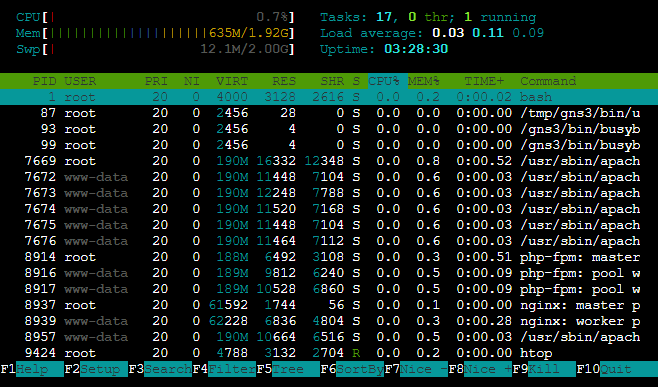 CPU[| 0.7%] Tasks: 17, 0 thr; 1 running
Mem[||||||||||||||||||||||635M/1.92G] Load average: 0.03 0.11 0.09
Swp[| 12.1M/2.00G] Uptime: 03:28:30
PID USER PRI NI VIRT RES SHR S CPU% MEM% TIME+ Command
1 root 20 0 4000 3128 2616 S 0.0 0.2 0:00.02 bash
87 root 20 0 2456 28 0 S 0.0 0.0 0:00.00 /tmp/gns3/bin/u
93 root 20 0 2456 4 0 S 0.0 0.0 0:00.00 /gns3/bin/busyb
99 root 20 0 2456 4 0 S 0.0 0.0 0:00.00 /gns3/bin/busyb
7669 root 20 0 190M 16332 12348 S 0.0 0.8 0:00.52 /usr/sbin/apach
7672 www-data 20 0 190M 11448 7104 S 0.0 0.6 0:00.03 /usr/sbin/apach
7673 www-data 20 0 190M 12248 7788 S 0.0 0.6 0:00.03 /usr/sbin/apach
7674 www-data 20 0 190M 11520 7168 S 0.0 0.6 0:00.03 /usr/sbin/apach
7675 www-data 20 0 190M 11448 7104 S 0.0 0.6 0:00.03 /usr/sbin/apach
7676 www-data 20 0 190M 11464 7112 S 0.0 0.6 0:00.03 /usr/sbin/apach
8914 root 20 0 188M 6492 3108 S 0.0 0.3 0:00.51 php-fpm: master
8916 www-data 20 0 189M 9812 6240 S 0.0 0.5 0:00.09 php-fpm: pool w
8917 www-data 20 0 189M 10528 6860 S 0.0 0.5 0:00.09 php-fpm: pool w
8937 root 20 0 61592 1744 56 S 0.0 0.1 0:00.00 nginx: master p
8939 www-data 20 0 62228 6836 4804 S 0.0 0.3 0:00.28 nginx: worker p
8957 www-data 20 0 190M 10664 6516 S 0.0 0.5 0:00.03 /usr/sbin/apach
9424 root 20 0 4788 3132 2704 R 0.0 0.2 0:00.00 htop
F1Help F2Setup F3SearchF4FilterF5Tree F6SortByF7Nice -F8Nice +F9Kill F10Quit